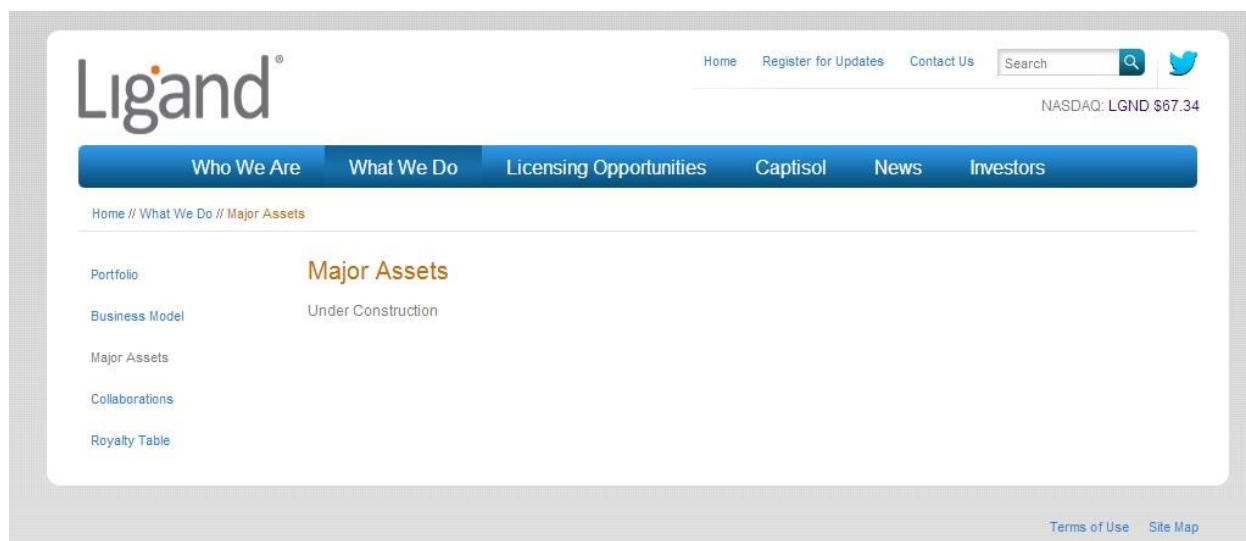 Ligand®
Home Register for Updates Contact Us Search
NASDAQ: LGND $67.34
Who We Are What We Do Licensing Opportunities Captisol News Investors
Home // What We Do // Major Assets
Portfolio
Business Model
Major Assets
Collaborations
Royalty Table
Major Assets
Under Construction
Terms of Use Site Map